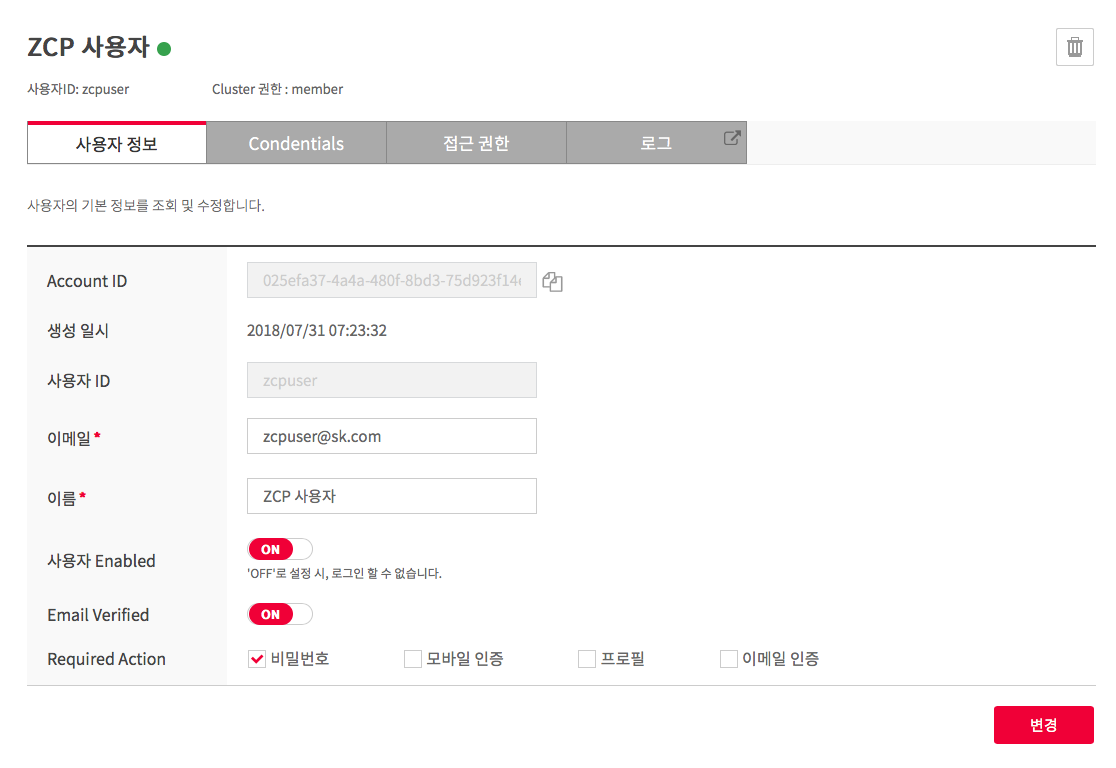 ZCP 사용자
사용자ID: zcpuser
Cluster 권한 : member
사용자 정보
Condentials
접근 권한
로그
사용자의 기본 정보를 조회 및 수정합니다.
Account ID
025efa37-4a4a-480f-8bd3-75d923f14
생성 일시
2018/07/31 07:23:32
사용자 ID
zcpuser
이메일 *
zcpuser@sk.com
이름 *
ZCP 사용자
사용자 Enabled
ON
'OFF'로 설정 시, 로그인 할 수 없습니다.
Email Verified
ON
Required Action
비밀번호
모바일 인증
프로필
이메일 인증
변경